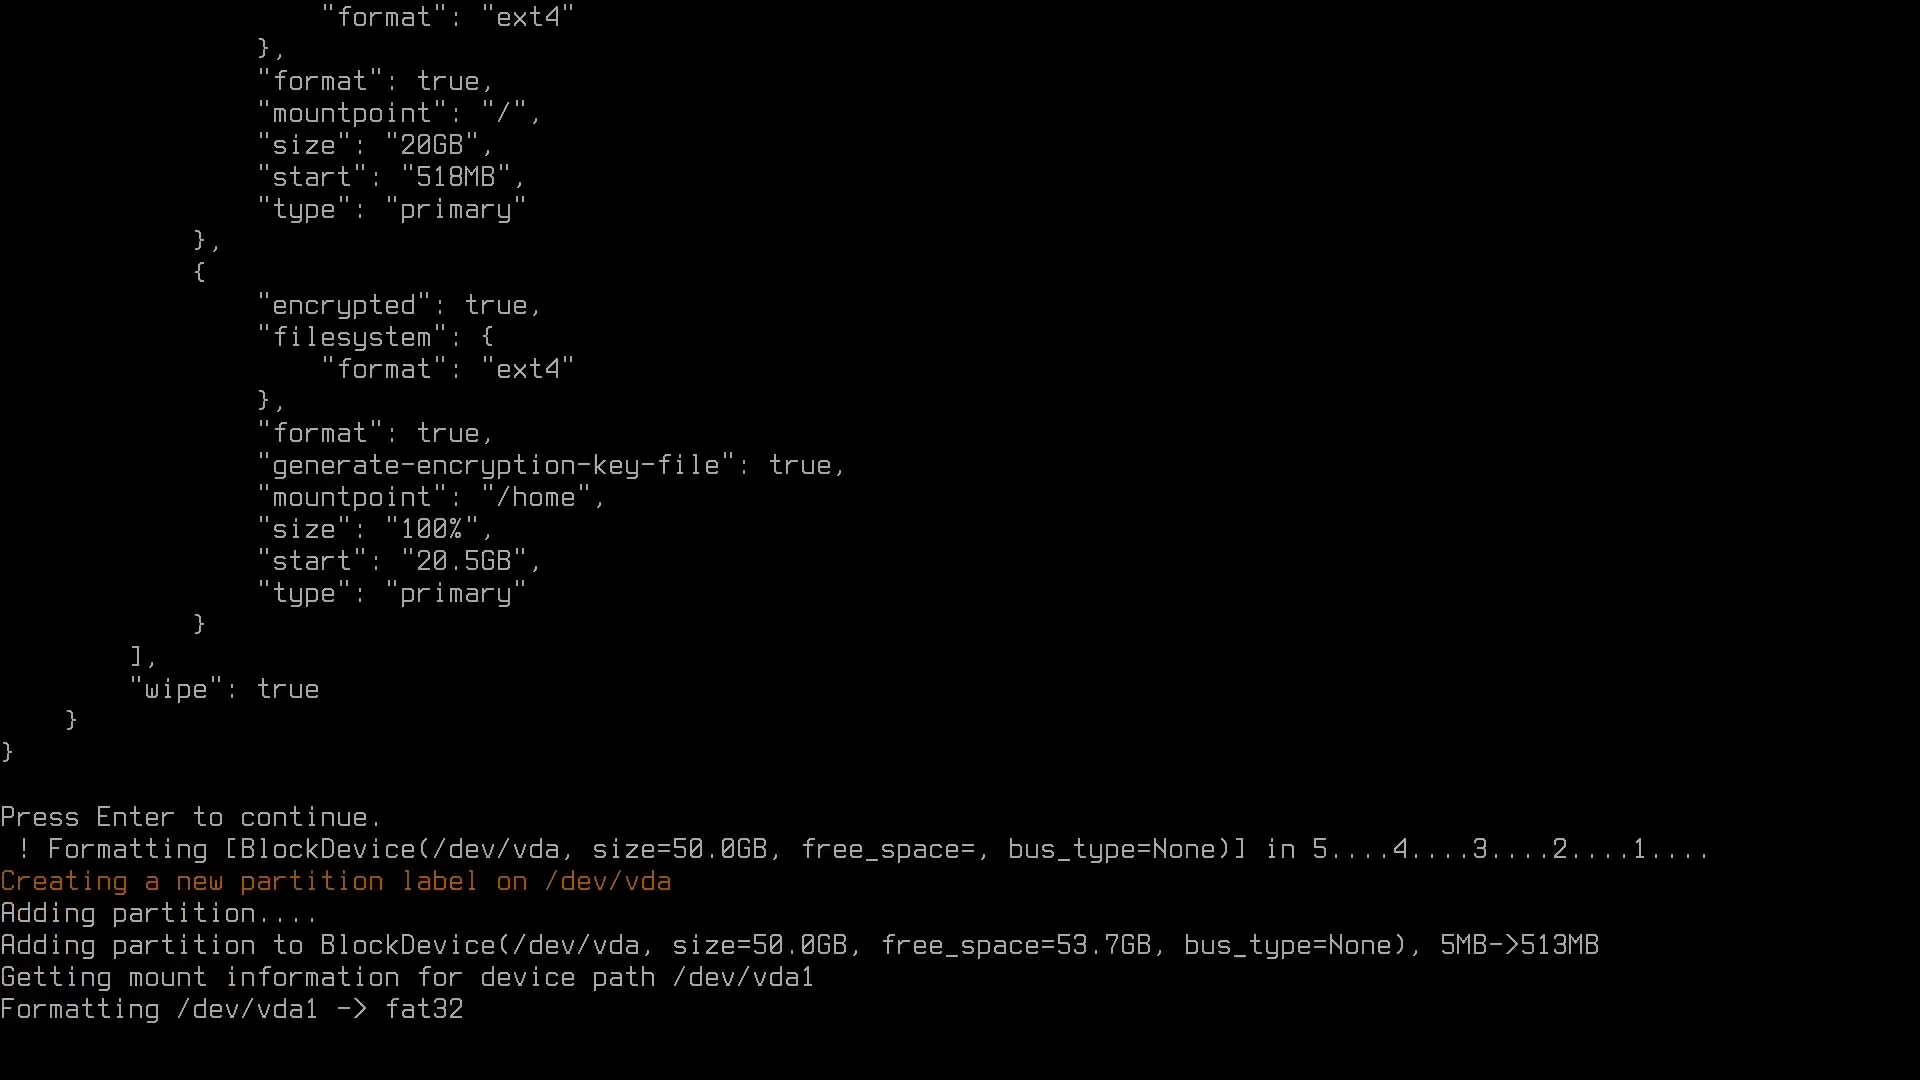 "format": "ext4"
                },
                "format": true,
                "mountpoint": "/",
                "size": "20GB",
                "start": "518MB",
                "type": "primary"
            },
            {
                "encrypted": true,
                "filesystem": {
                    "format": "ext4"
                },
                "format": true,
                "generate-encryption-key-file": true,
                "mountpoint": "/home",
                "size": "100%",
                "start": "20.5GB",
                "type": "primary"
            }
        ],
        "wipe": true
    }
}

Press Enter to continue.
 ! Formatting [BlockDevice(/dev/vda, size=50.0GB, free_space=, bus_type=None)] in 5....4....3....2....1....
Creating a new partition label on /dev/vda
Adding partition....
Adding partition to BlockDevice(/dev/vda, size=50.0GB, free_space=53.7GB, bus_type=None), 5MB->513MB
Getting mount information for device path /dev/vda1
Formatting /dev/vda1 -> fat32